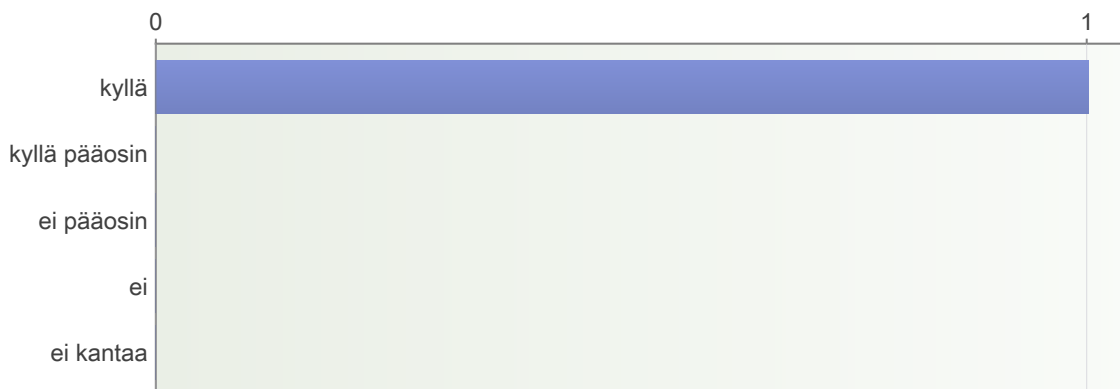 0 1
kyllä
kyllä pääosin
ei pääosin
ei
ei kantaa